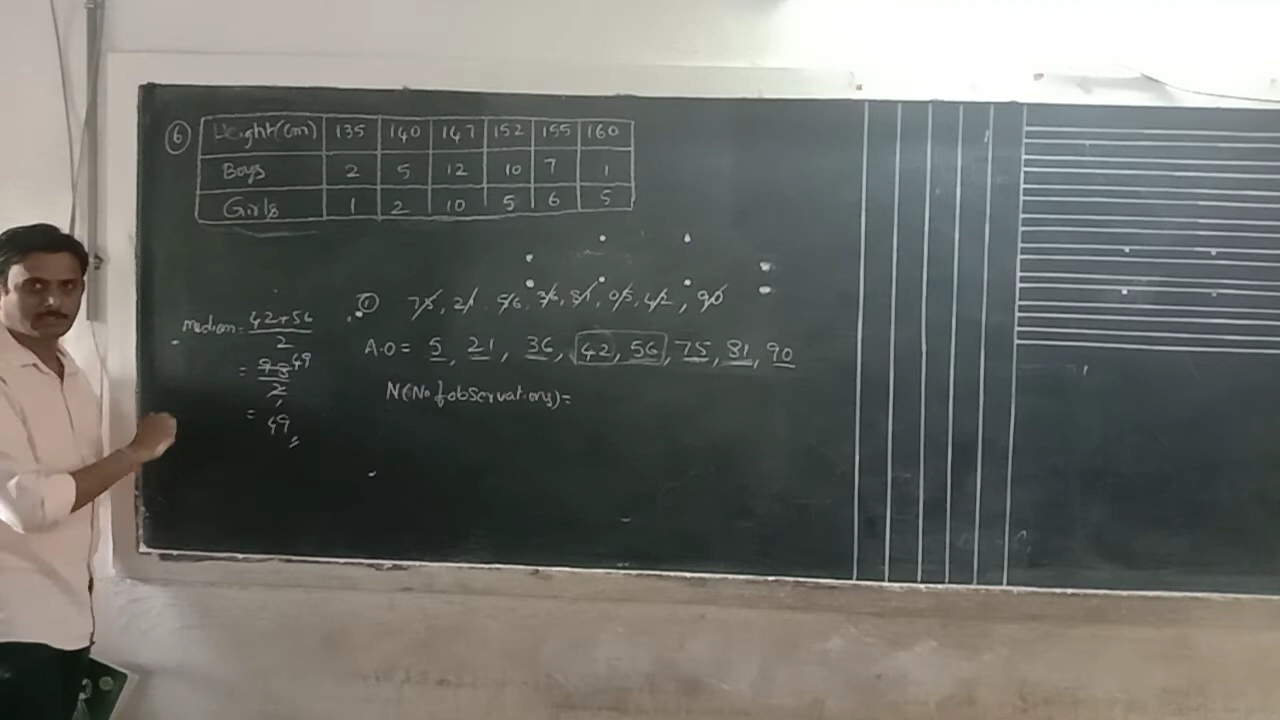 6 Height(cm) 135 140 147 152 155 160
Boys 2 5 12 10 7 1
Girls 1 2 10 5 6 5
1 75, 21, 56, 36, 81, 05, 42, 90
A.O = 5, 21, 36, 42, 56, 75, 81, 90
N(No of observations)=
Median = 42+56
2
= 98 49
2
= 49